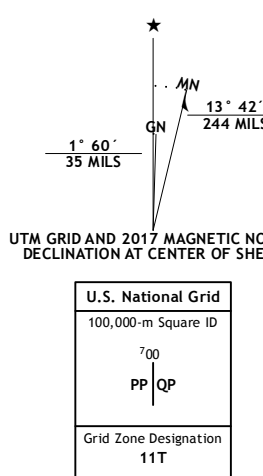 ★
MN
13° 42´
244 MILS
GN
1° 60´
35 MILS
UTM GRID AND 2017 MAGNETIC NO
DECLINATION AT CENTER OF SHE
U.S. National Grid
100,000-m Square ID
700
PP QP
Grid Zone Designation
11T